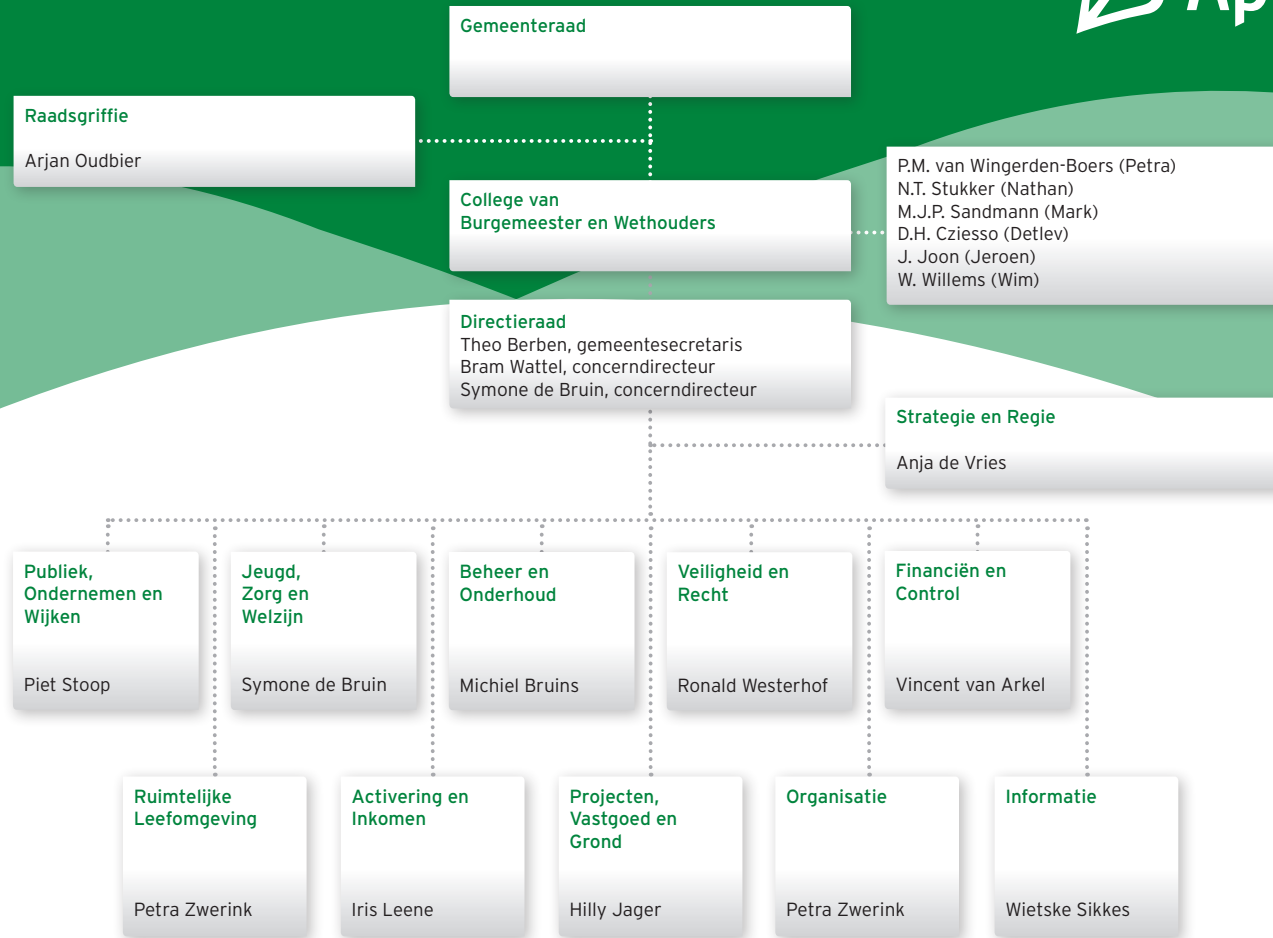 Ap
Gemeenteraad
Raadsgriffie
Arjan Oudbier
College van
Burgemeester en Wethouders
P.M. van Wingerden-Boers (Petra)
N.T. Stukker (Nathan)
M.J.P. Sandmann (Mark)
D.H. Cziesso (Detlev)
J. Joon (Jeroen)
W. Willems (Wim)
Directieraad
Theo Berben, gemeentesecretaris
Bram Wattel, concerndirecteur
Symone de Bruin, concerndirecteur
Strategie en Regie
Anja de Vries
Publiek,
Ondernemen en
Wijken
Piet Stoop
Jeugd,
Zorg en
Welzijn
Symone de Bruin
Beheer en
Onderhoud
Michiel Bruins
Veiligheid en
Recht
Ronald Westerhof
Financiën en
Control
Vincent van Arkel
Ruimtelijke
Leefomgeving
Petra Zwerink
Activering en
Inkomen
Iris Leene
Projecten,
Vastgoed en
Grond
Hilly Jager
Organisatie
Petra Zwerink
Informatie
Wietske Sikkes